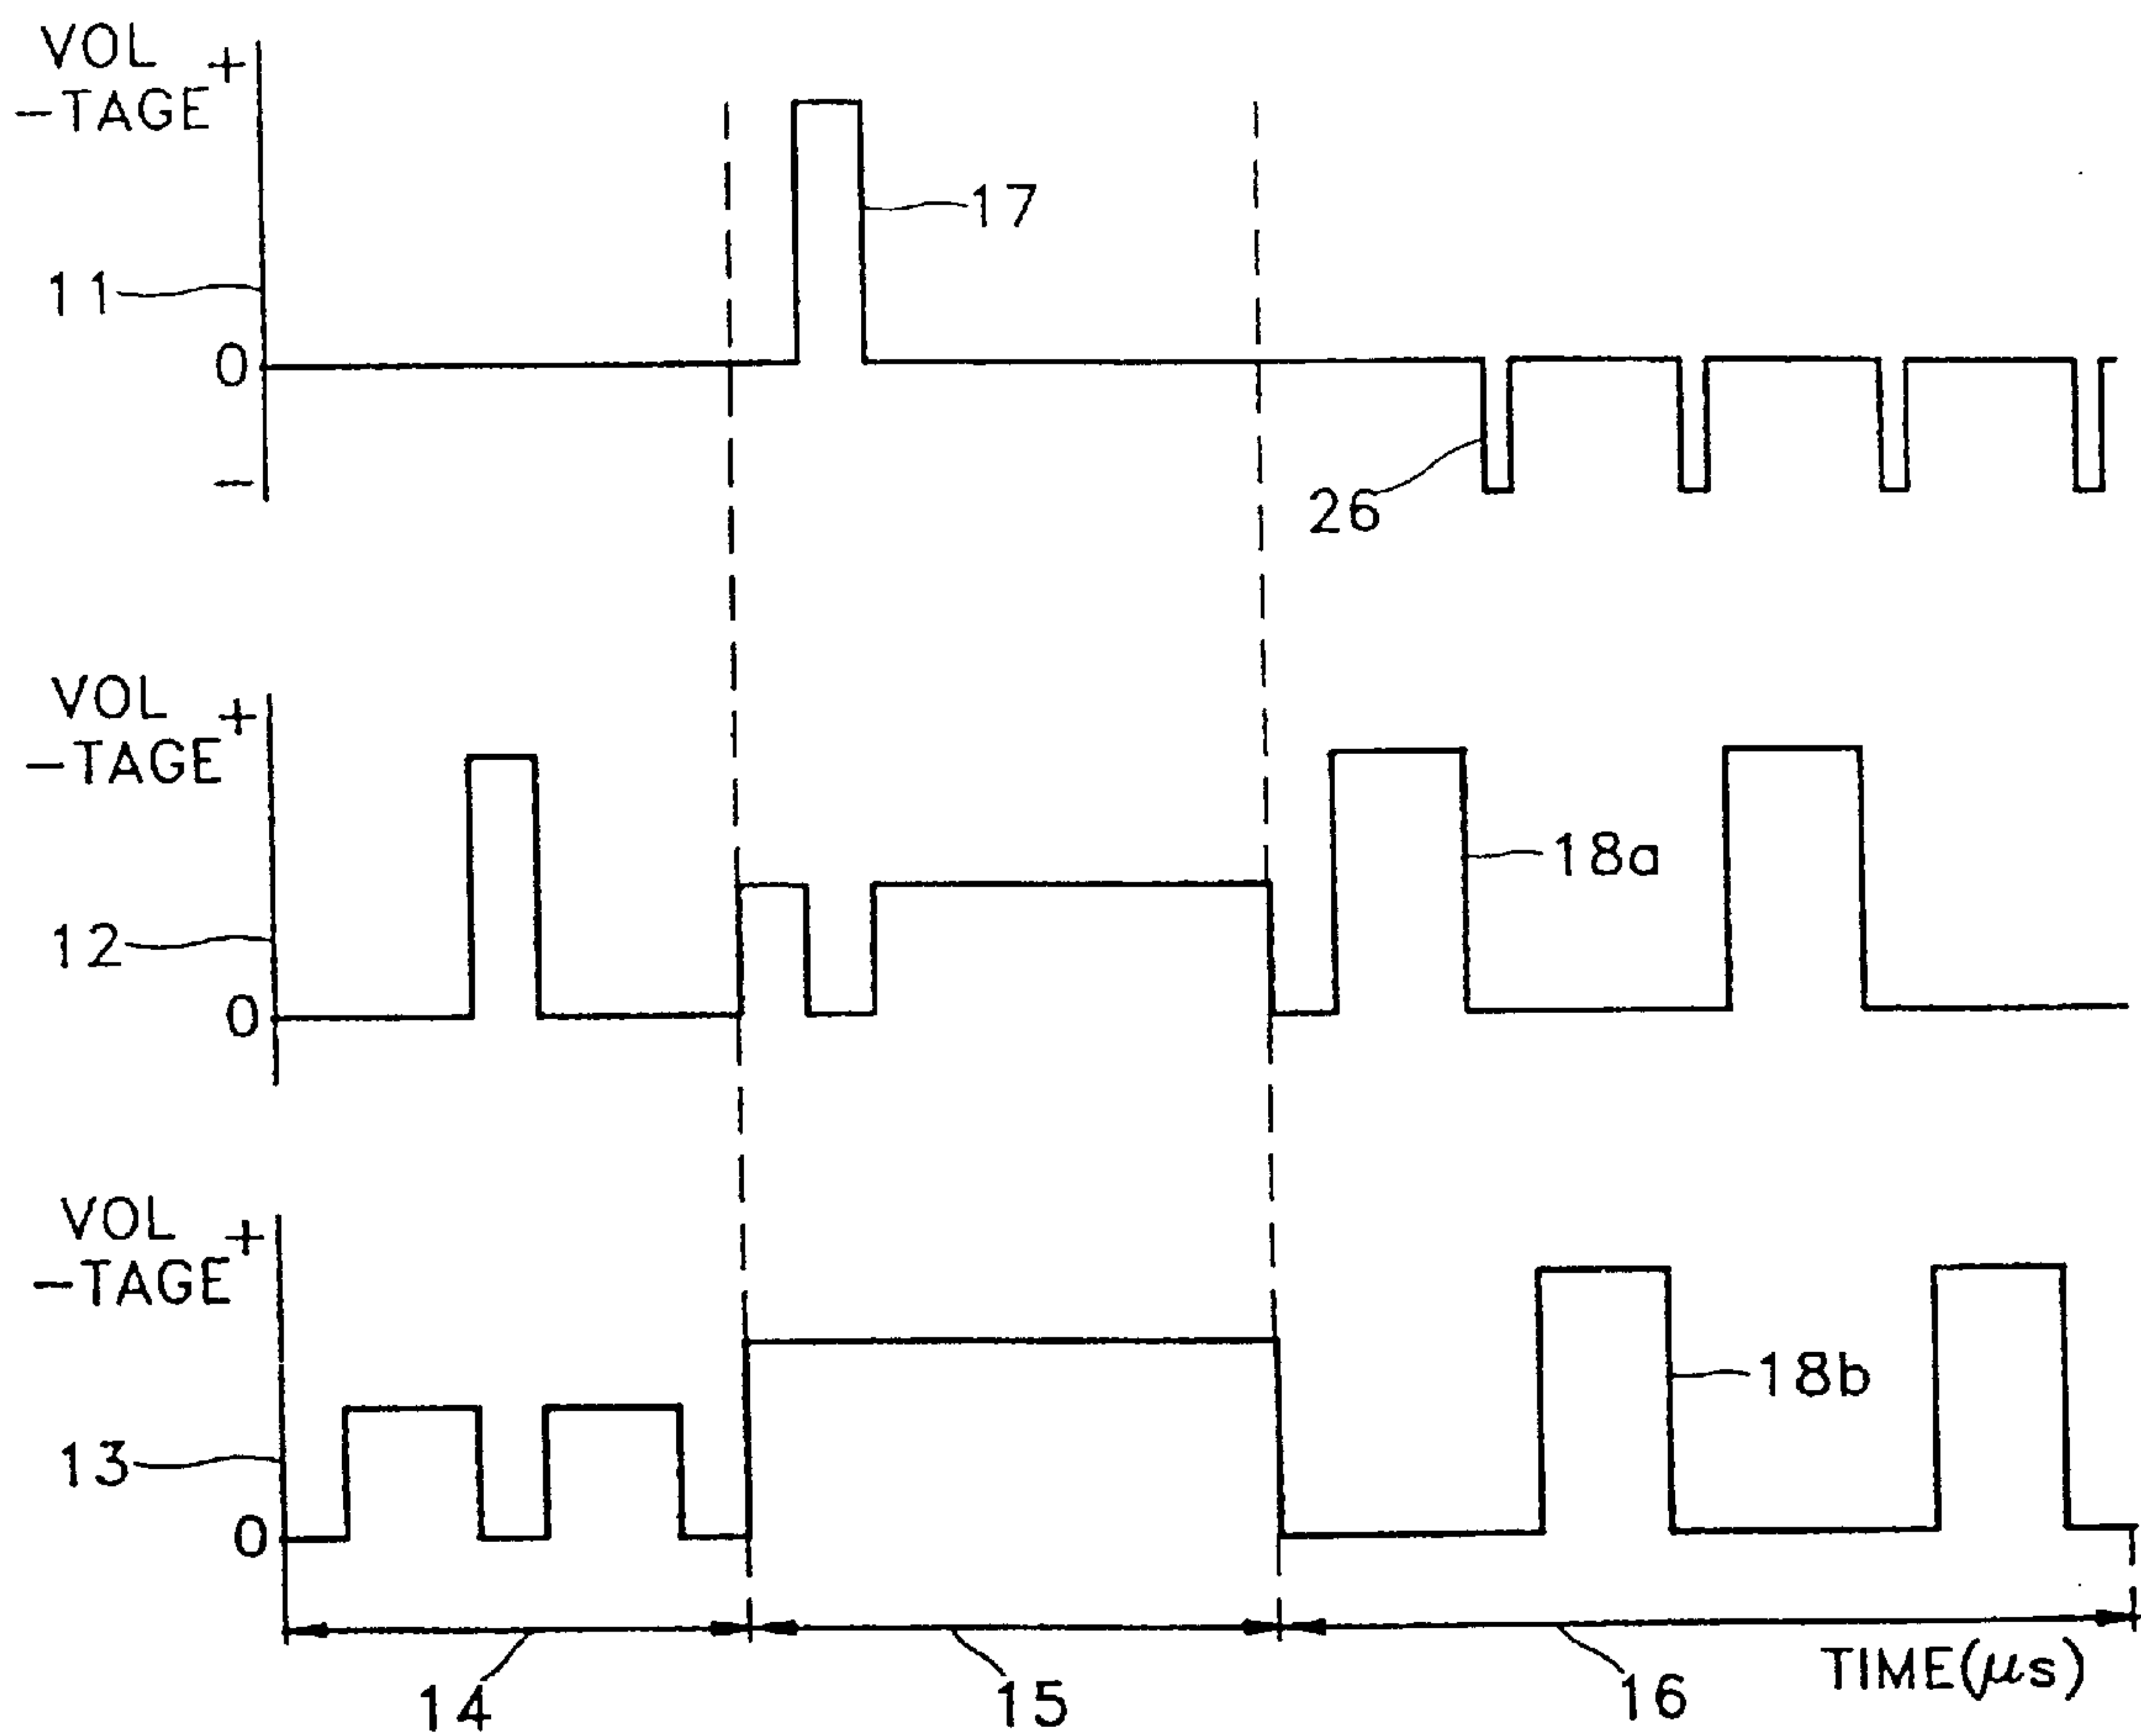 VOL +
-TAGE
17
11
0
-
26
VOL +
-TAGE
18a
12
0
VOL +
-TAGE
18b
13
0
TIME(μs)
14
15
16